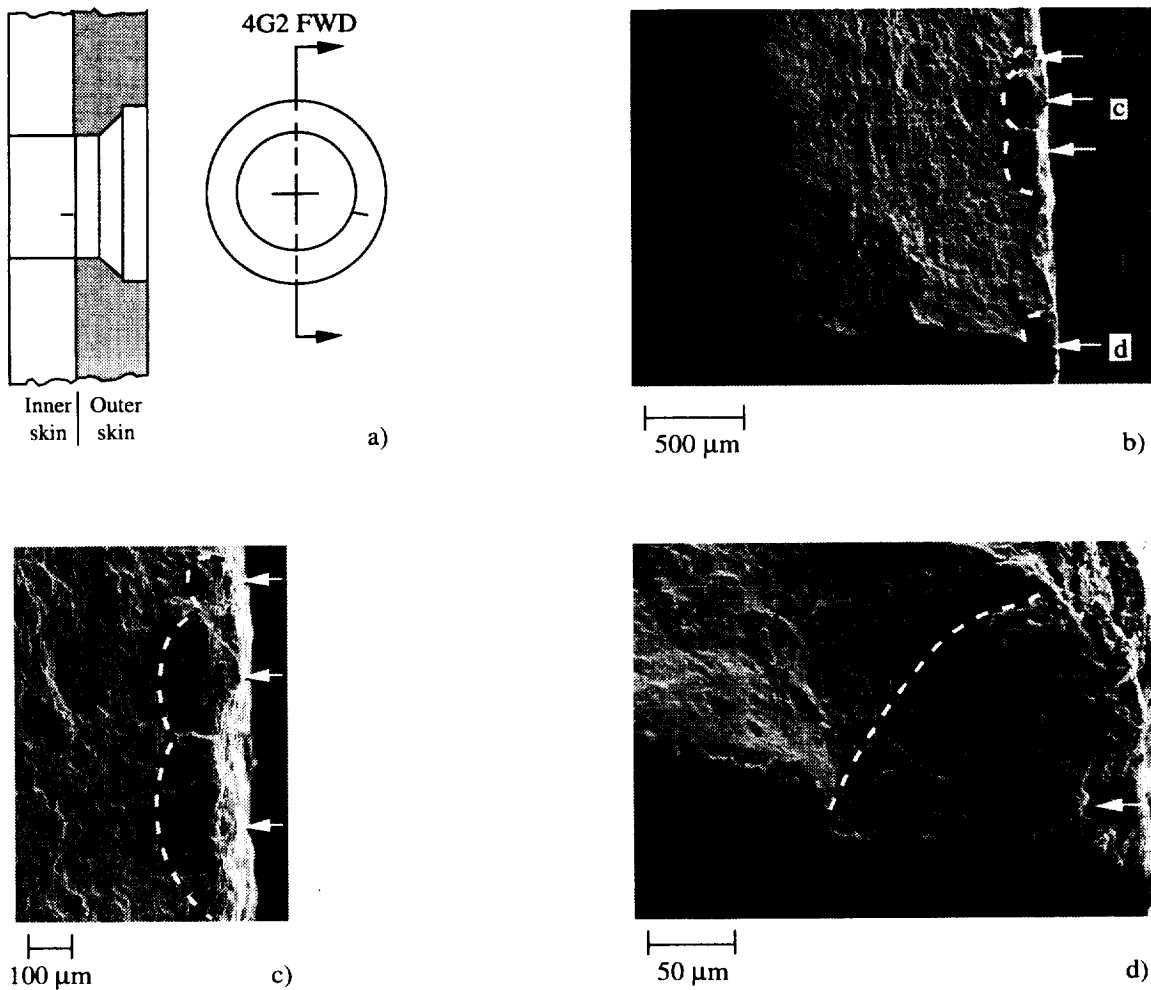 4G2 FWD
Inner Outer
skin skin
a)
c
d
500 µm
b)
100 µm
c)
50 µm
d)